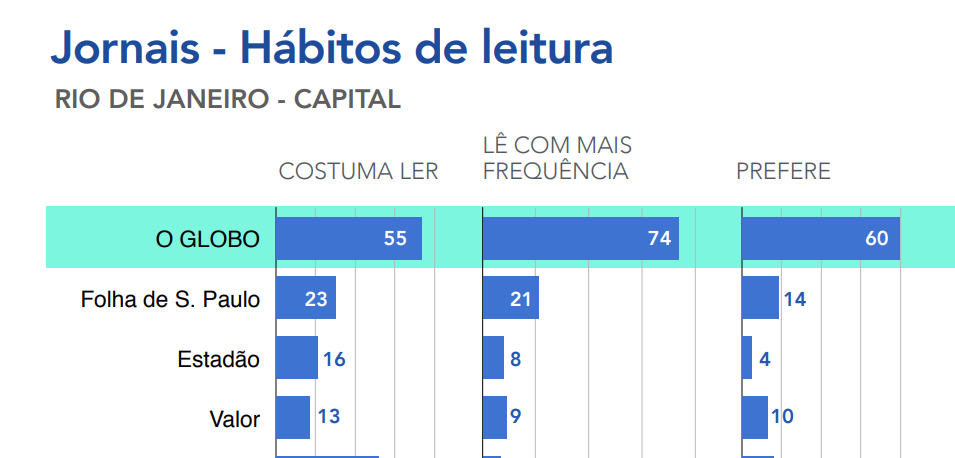 Jornais - Hábitos de leitura
RIO DE JANEIRO - CAPITAL
COSTUMA LER
LÊ COM MAIS
FREQUÊNCIA
PREFERE
O GLOBO 55 74 60
Folha de S. Paulo 23 21 14
Estadão 16 8 4
Valor 13 9 10